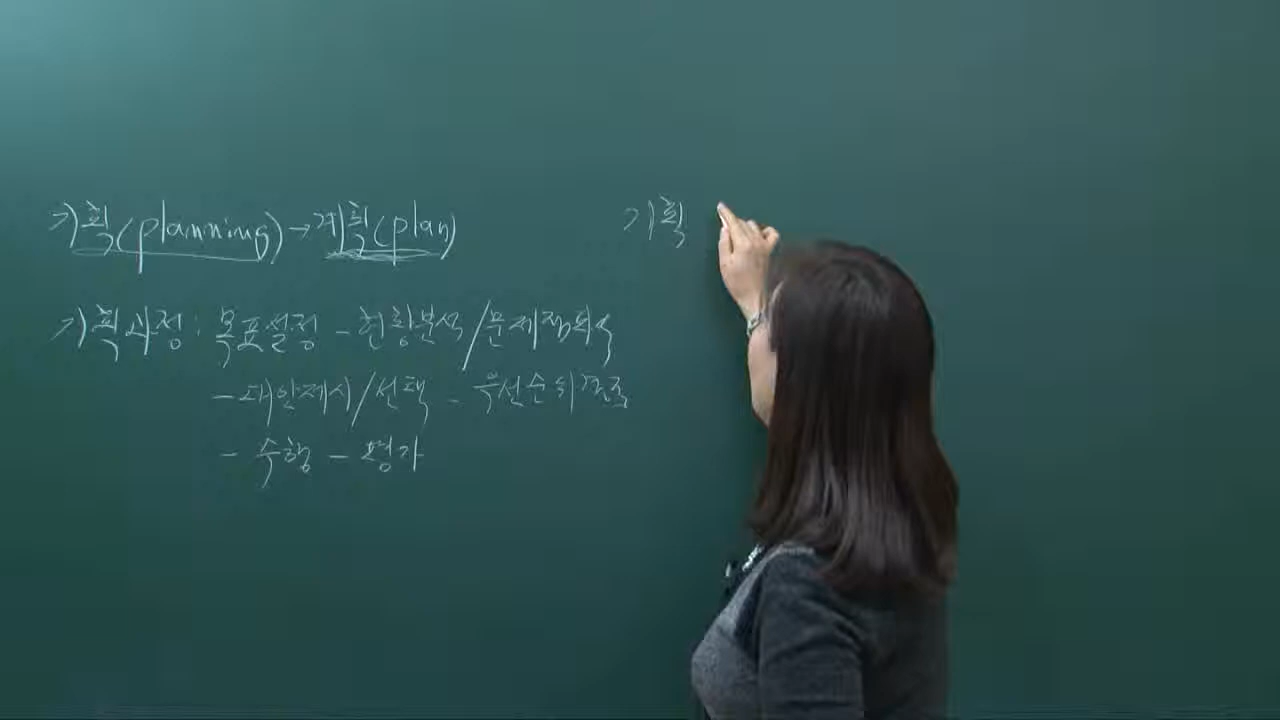 기획(planning)→계획(plan)
기획과정: 목표설정 - 현황분석/문제예측
- 대안제시/선택 - 우선순위결정
- 수행 - 평가
기획